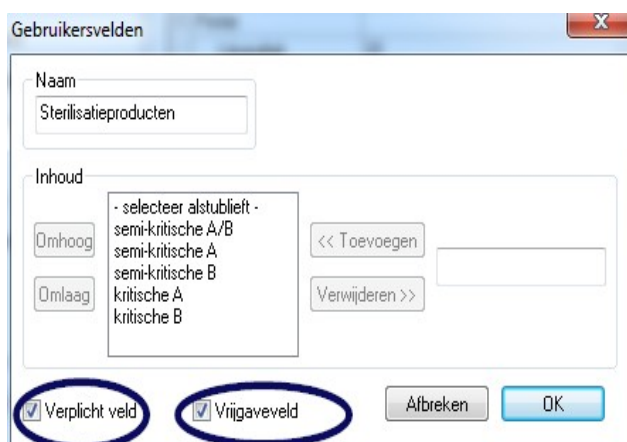 Gebruikersvelden
Naam
Sterilisatieproducten
Inhoud
Omhoog
Omlaag
- selecteer alstublieft -
semi-kritische A/B
semi-kritische A
semi-kritische B
kritische A
kritische B
<< Toevoegen
Verwijderen >>
Verplicht veld
Vrijgaveveld
Afbreken
OK